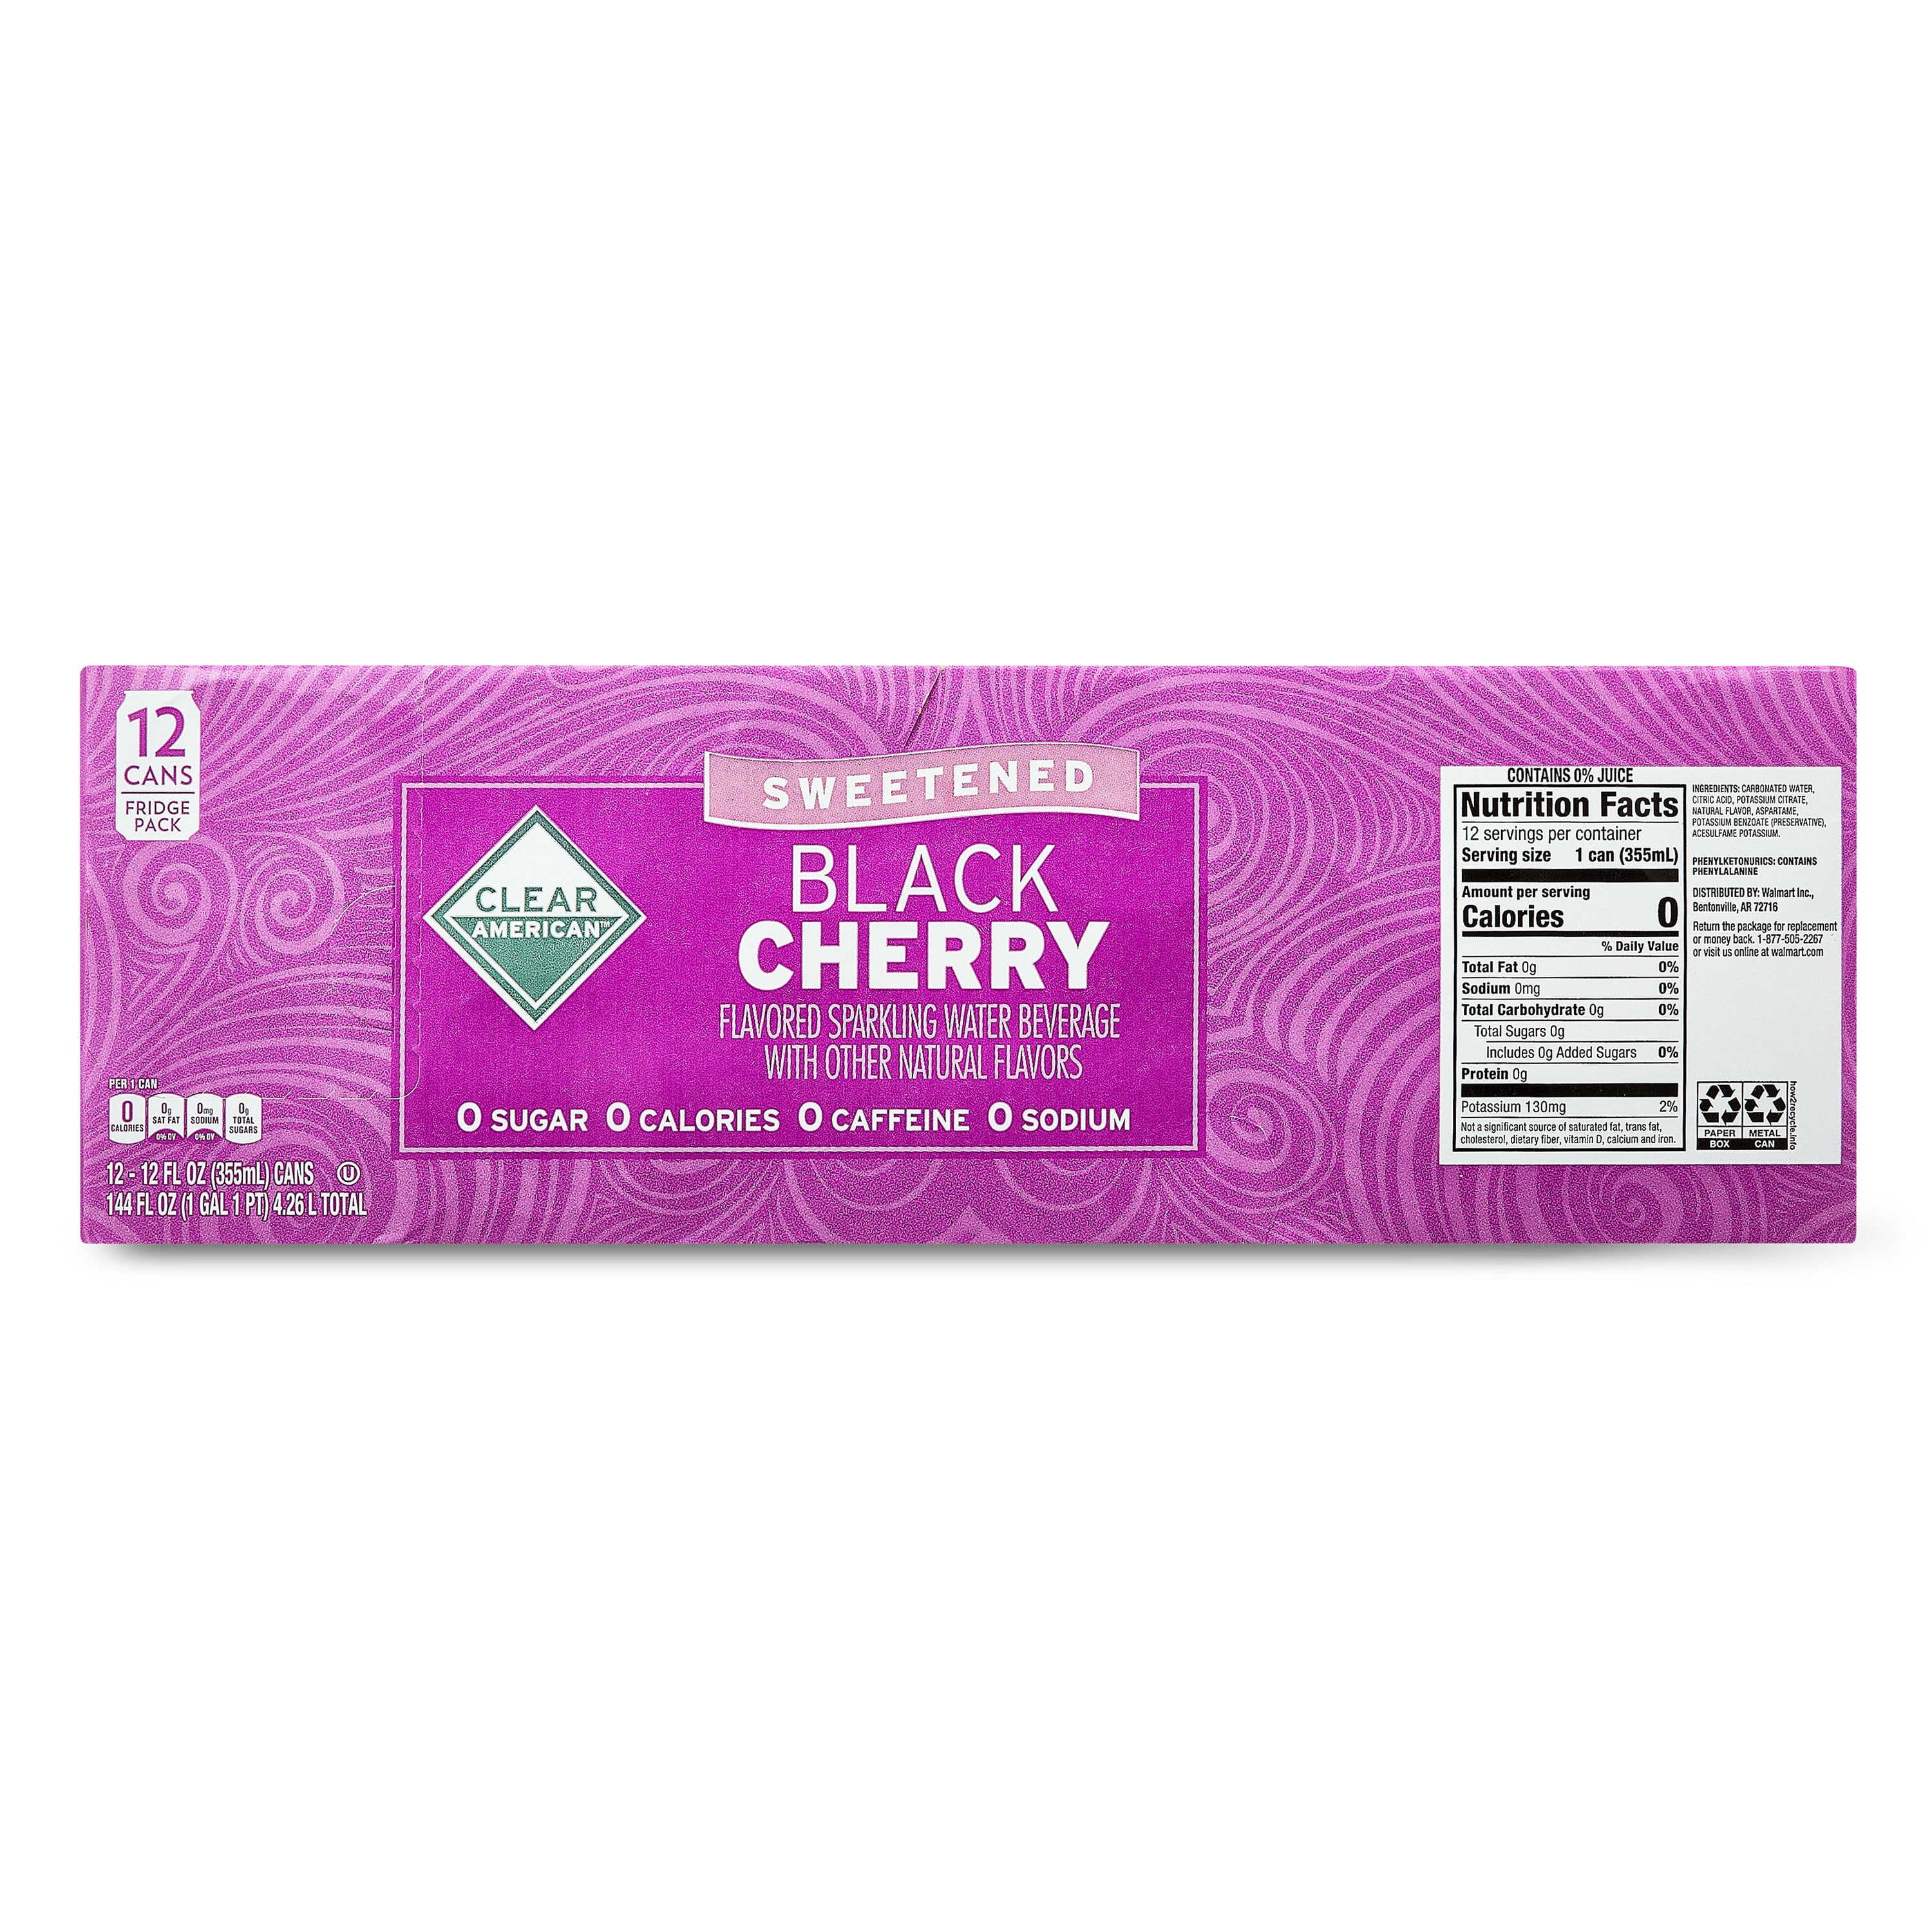 12
CANS
FRIDGE
PACK
SWEETENED
CLEAR
AMERICAN™
BLACK
CHERRY
FLAVORED SPARKLING WATER BEVERAGE
WITH OTHER NATURAL FLAVORS
0 SUGAR 0 CALORIES 0 CAFFEINE 0 SODIUM
PER 1 CAN
0 CALORIES
0g SAT FAT 0% DV
0mg SODIUM 0% DV
0g TOTAL SUGARS
12 - 12 FL OZ (355mL) CANS U
144 FL OZ (1 GAL 1 PT) 4.26 L TOTAL
CONTAINS 0% JUICE
Nutrition Facts
12 servings per container
Serving size 1 can (355mL)
Amount per serving
Calories 0
% Daily Value
Total Fat 0g 0%
Sodium 0mg 0%
Total Carbohydrate 0g 0%
Total Sugars 0g
Includes 0g Added Sugars 0%
Protein 0g
Potassium 130mg 2%
Not a significant source of saturated fat, trans fat,
cholesterol, dietary fiber, vitamin D, calcium and iron.
INGREDIENTS: CARBONATED WATER,
CITRIC ACID, POTASSIUM CITRATE,
NATURAL FLAVOR, ASPARTAME,
POTASSIUM BENZOATE (PRESERVATIVE),
ACESULFAME POTASSIUM.
PHENYLKETONURICS: CONTAINS
PHENYLALANINE
DISTRIBUTED BY: Walmart Inc.,
Bentonville, AR 72716
Return the package for replacement
or money back. 1-877-505-2267
or visit us online at walmart.com
PAPER METAL
BOX CAN
how2recycle.info